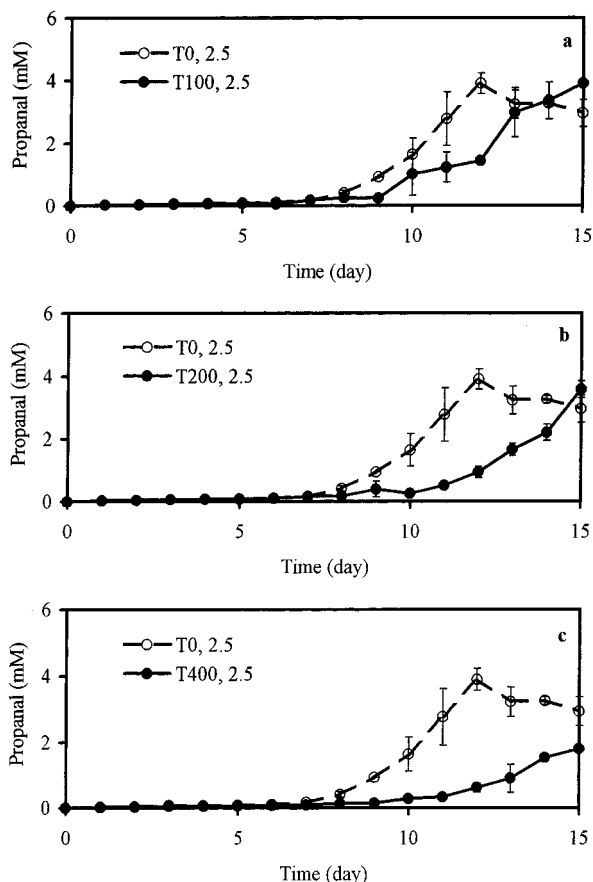 6
a
T0, 2.5
T100, 2.5
4
Propanal (mM)
2
0
0 5 10 15
Time (day)
6
b
T0, 2.5
T200, 2.5
4
Propanal (mM)
2
0
0 5 10 15
Time (day)
6
c
T0, 2.5
T400, 2.5
4
Propanal (mM)
2
0
0 5 10 15
Time (day)